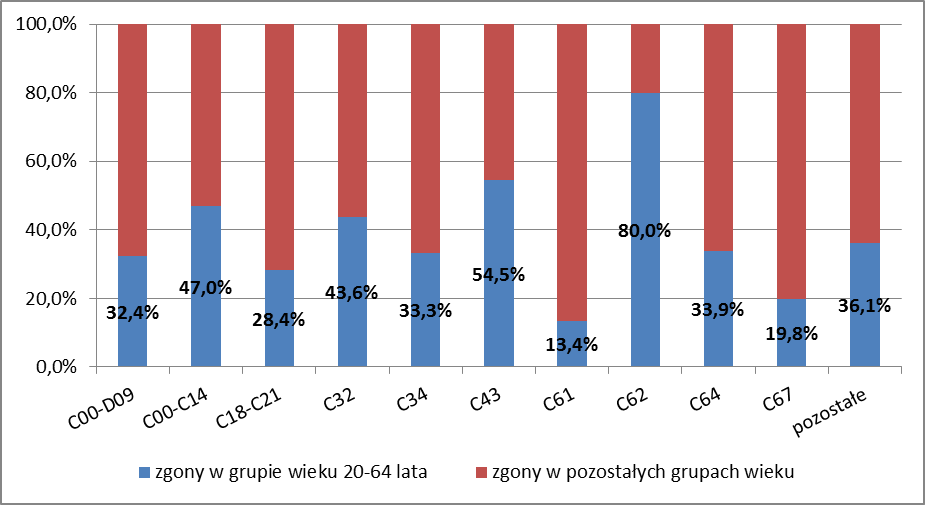 100,0%
80,0%
60,0%
40,0%
20,0%
0,0%
32,4%
47,0%
28,4%
43,6%
33,3%
54,5%
13,4%
80,0%
33,9%
19,8%
36,1%
C00-D09
C00-C14
C18-C21
C32
C34
C43
C61
C62
C64
C67
pozostałe
zgony w grupie wieku 20-64 lata
zgony w pozostałych grupach wieku